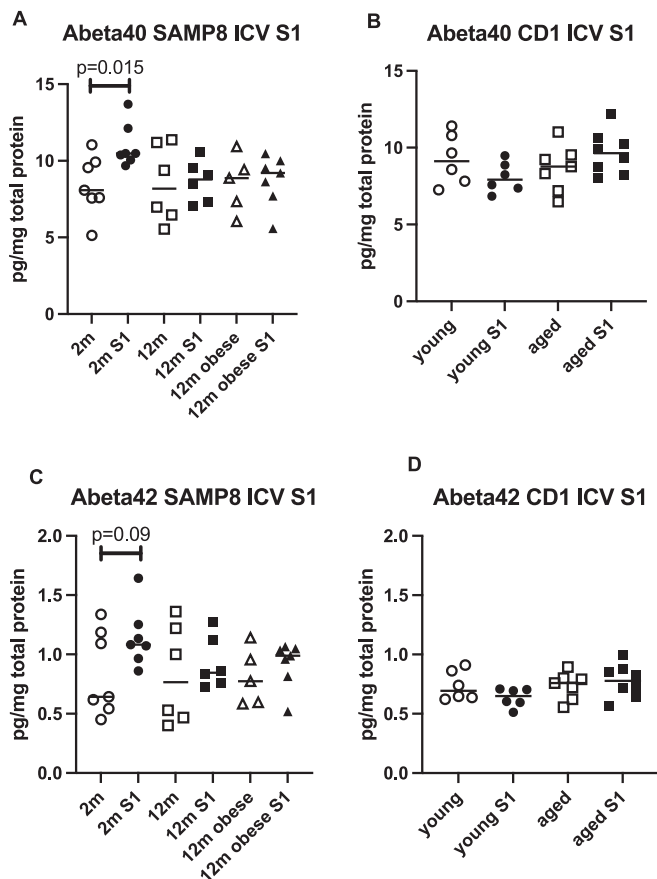 A
Abeta40 SAMP8 ICV S1
p=0.015
15
10
5
0
pg/mg total protein
2m
2m S1
12m
12m S1
12m obese
12m obese S1
B
Abeta40 CD1 ICV S1
15
10
5
0
pg/mg total protein
young
young S1
aged
aged S1
C
Abeta42 SAMP8 ICV S1
p=0.09
2.0
1.5
1.0
0.5
0.0
pg/mg total protein
2m
2m S1
12m
12m S1
12m obese
12m obese S1
D
Abeta42 CD1 ICV S1
2.0
1.5
1.0
0.5
0.0
pg/mg total protein
young
young S1
aged
aged S1